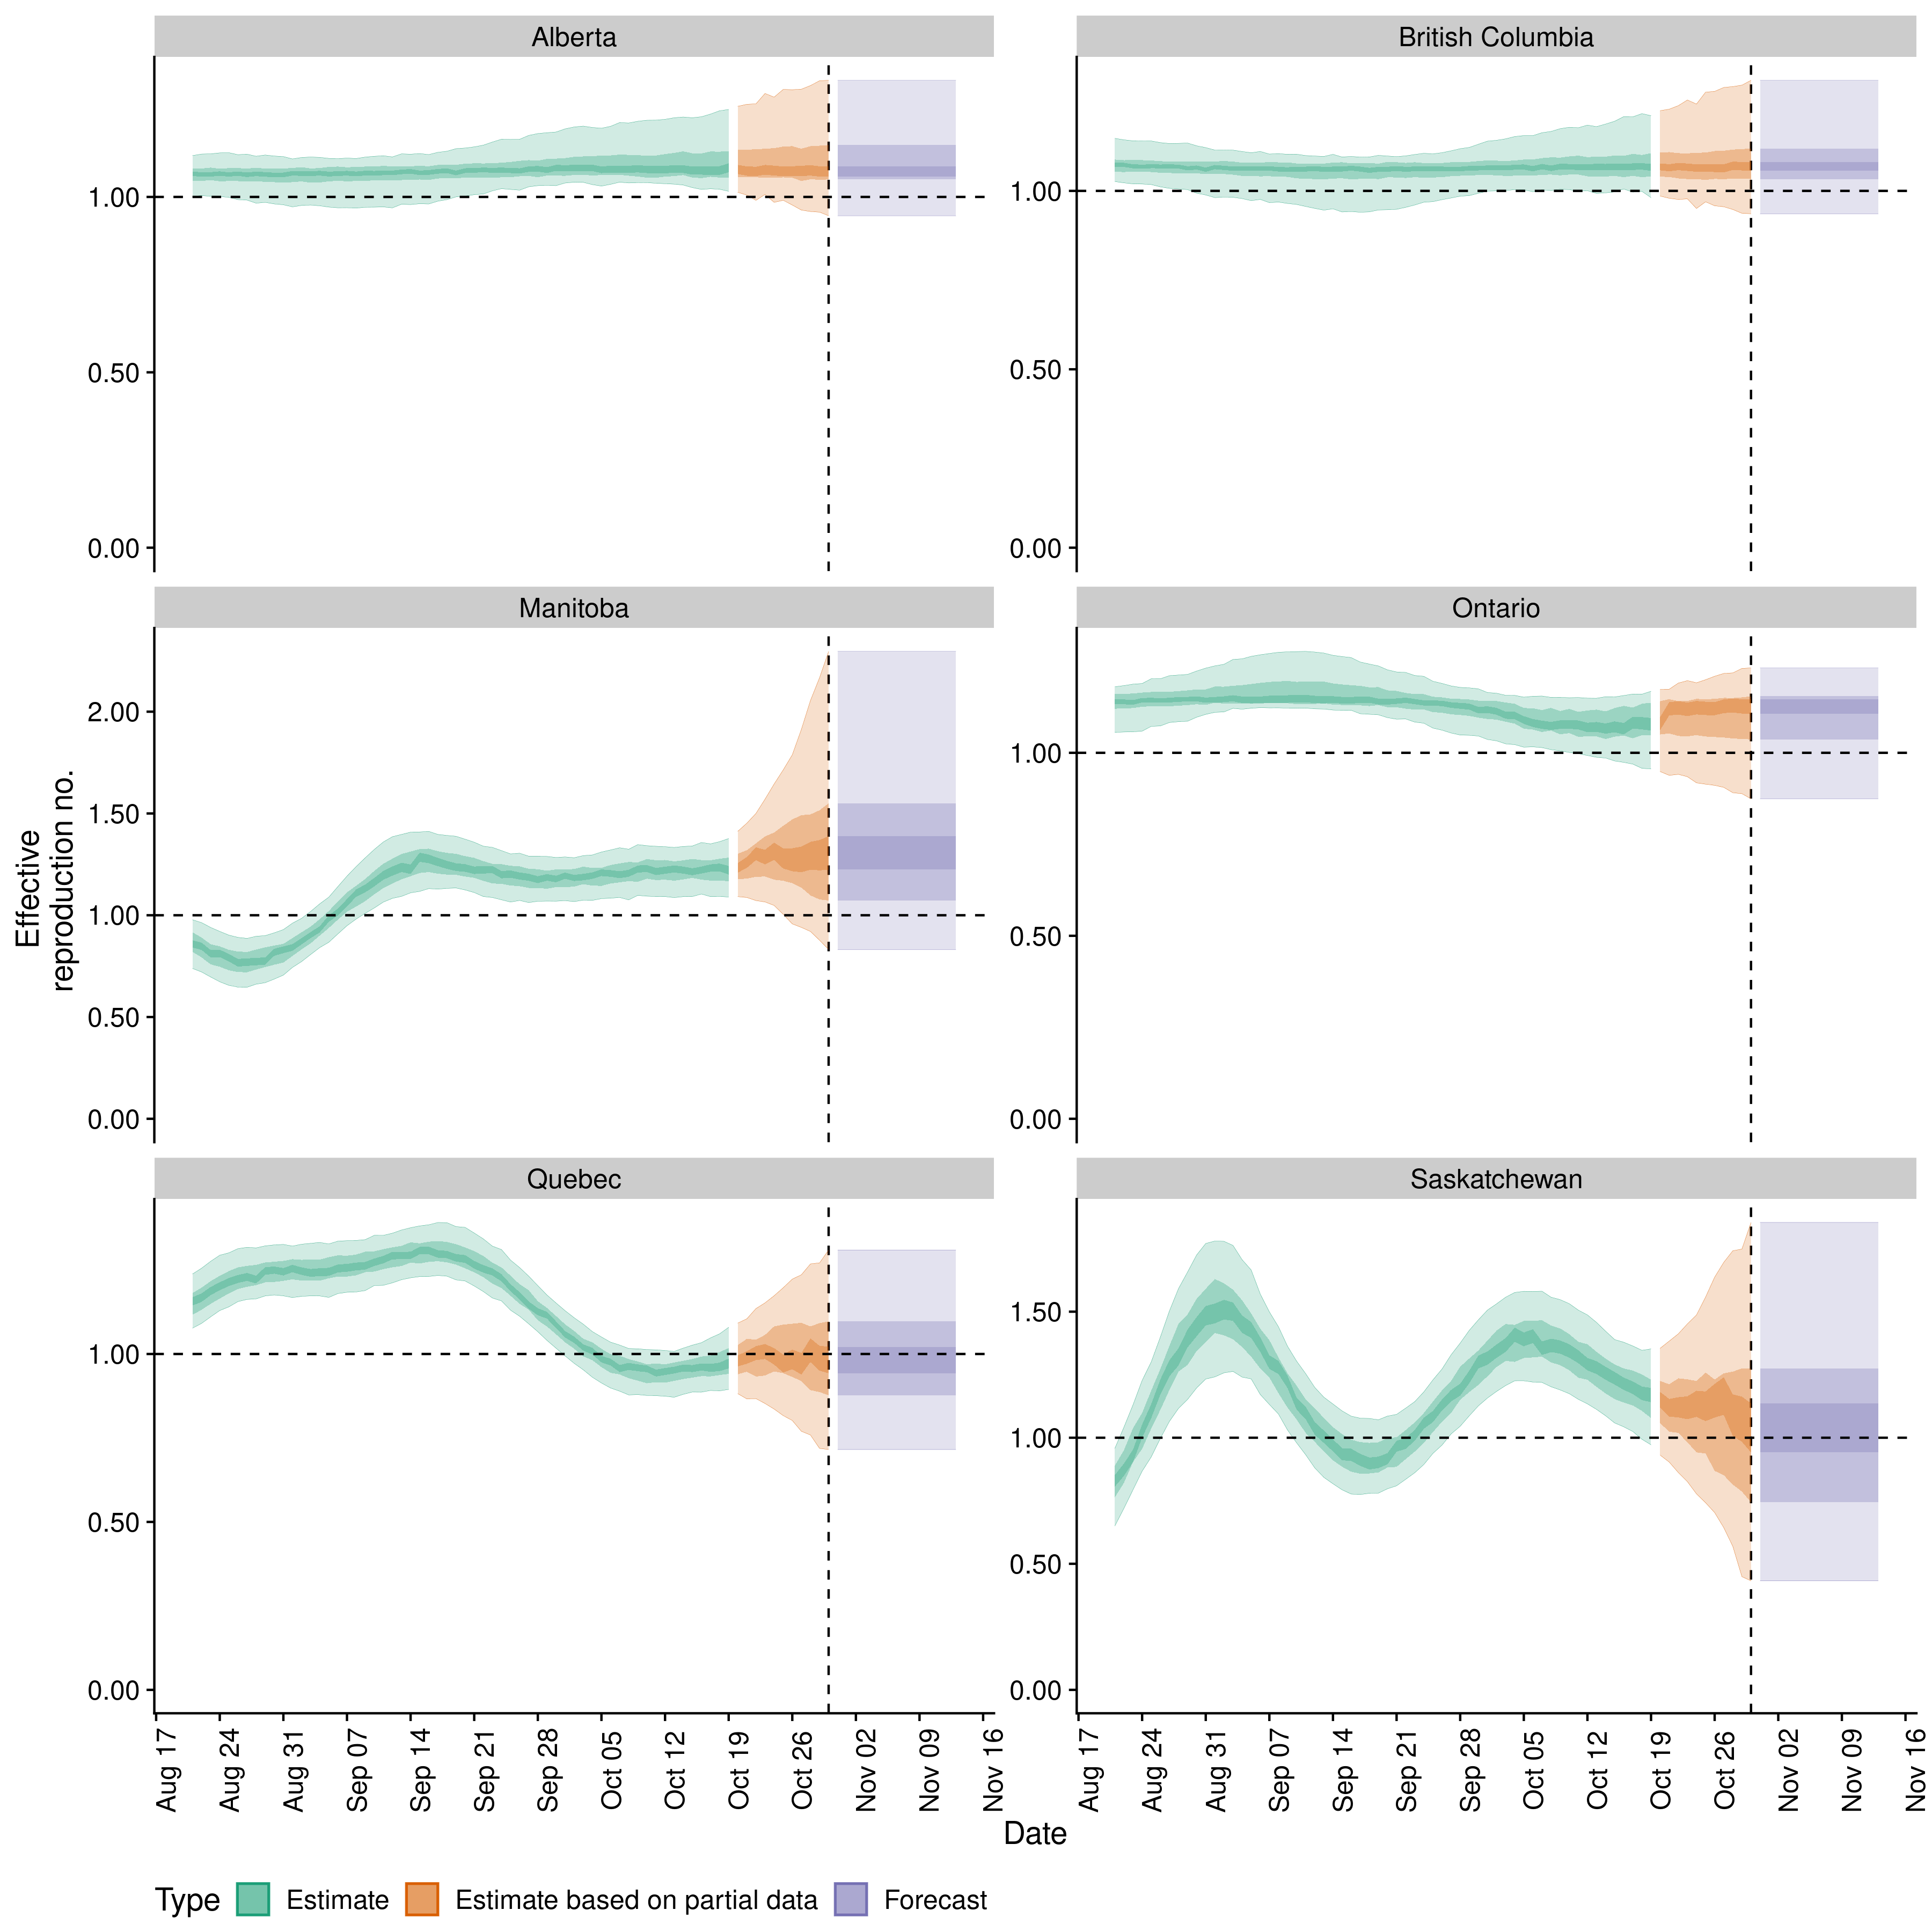 Alberta
British Columbia
1.00
0.50
0.00
1.00
0.50
0.00
Manitoba
Ontario
2.00
1.50
1.00
0.50
0.00
1.00
0.50
0.00
Effective
reproduction no.
Quebec
Saskatchewan
1.00
0.50
0.00
1.50
1.00
0.50
0.00
Aug 17
Aug 24
Aug 31
Sep 07
Sep 14
Sep 21
Sep 28
Oct 05
Oct 12
Oct 19
Oct 26
Nov 02
Nov 09
Nov 16
Aug 17
Aug 24
Aug 31
Sep 07
Sep 14
Sep 21
Sep 28
Oct 05
Oct 12
Oct 19
Oct 26
Nov 02
Nov 09
Nov 16
Date
Type Estimate Estimate based on partial data Forecast